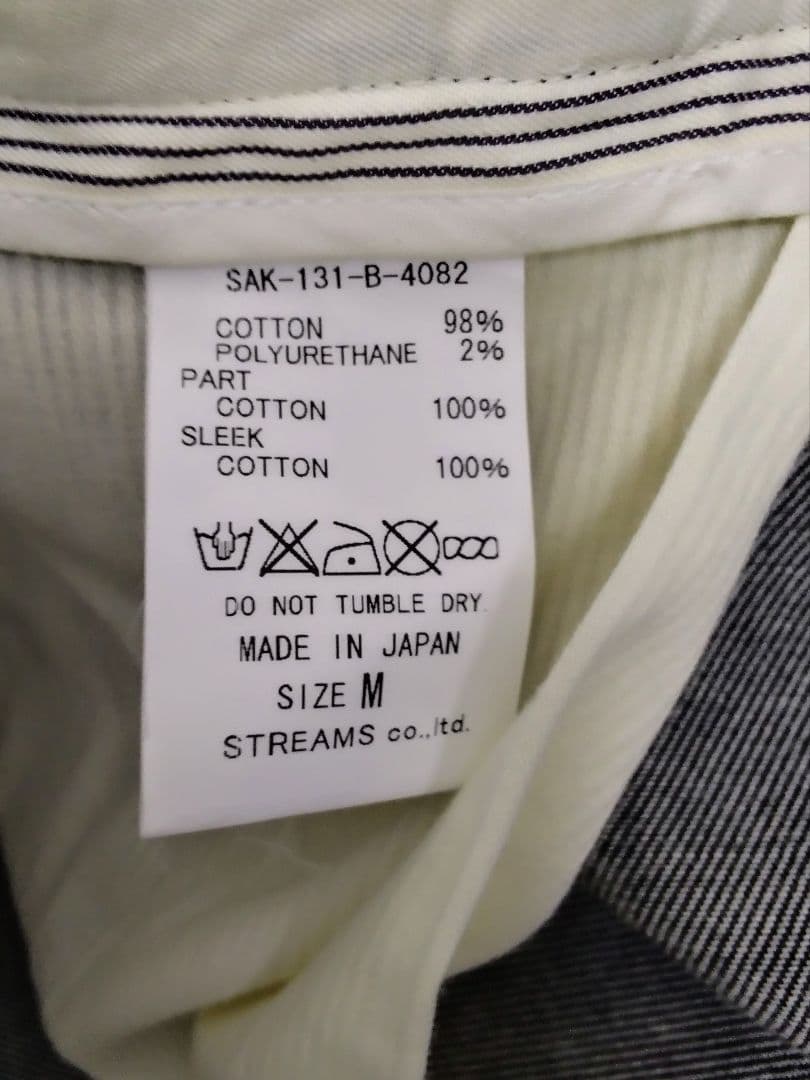 SAK-131-B-4082
COTTON 98%
POLYURETHANE 2%
PART
COTTON 100%
SLEEK
COTTON 100%
DO NOT TUMBLE DRY.
MADE IN JAPAN
SIZE M
STREAMS co.,ltd.